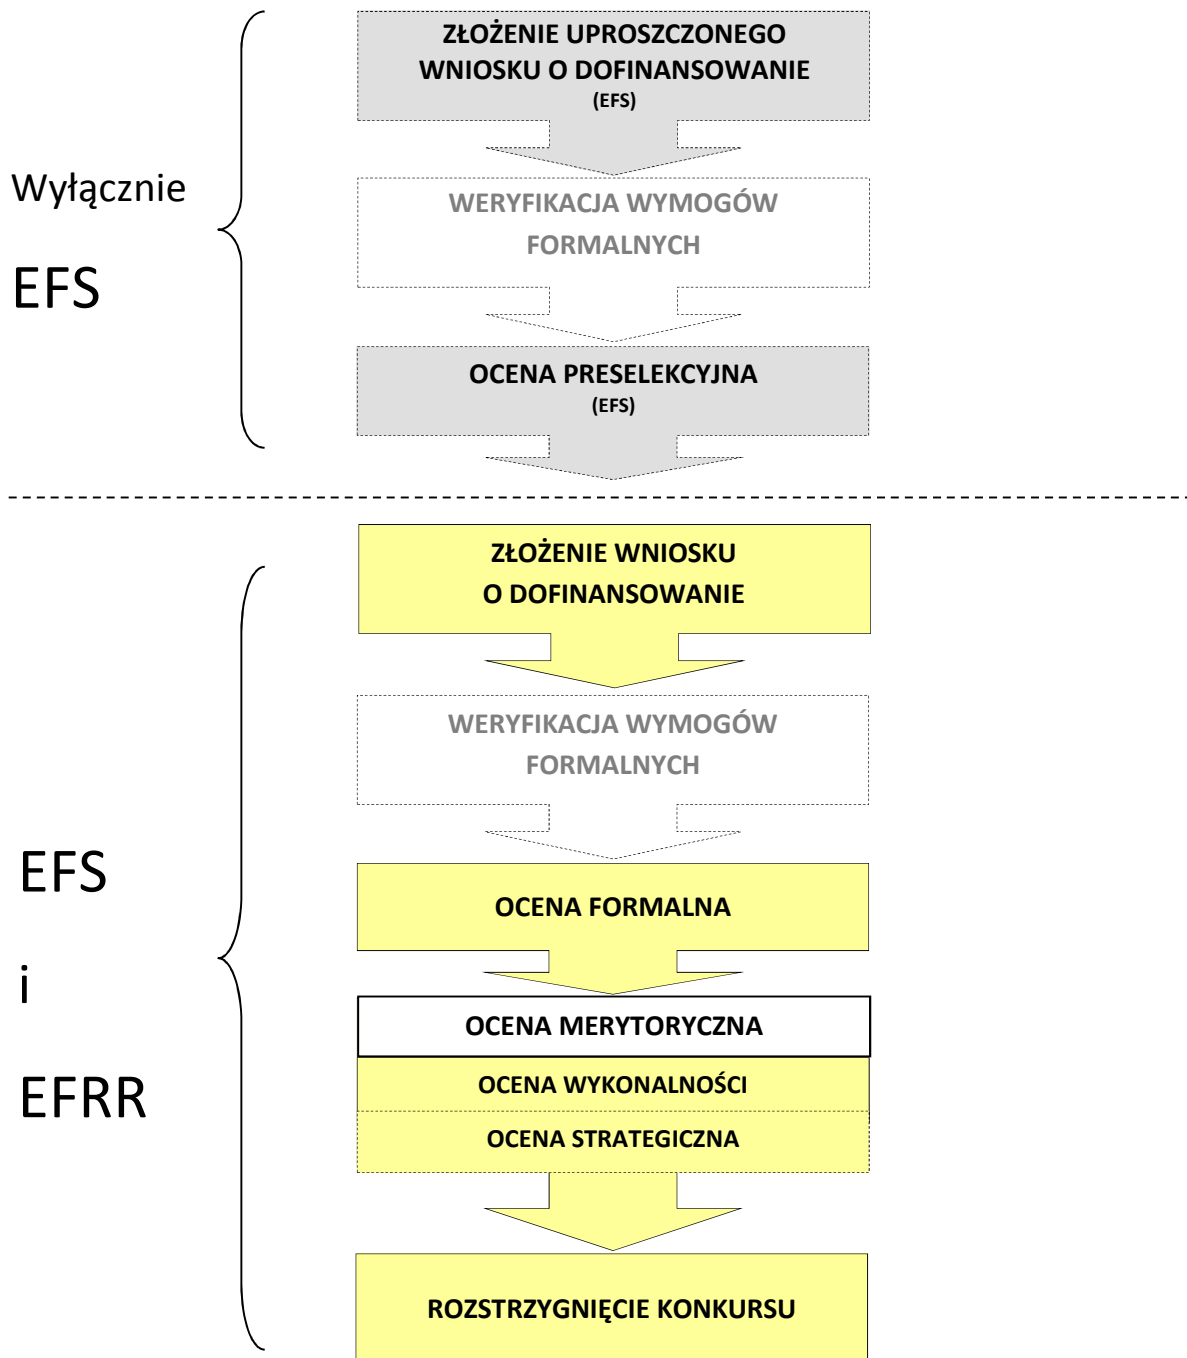 ZŁOŻENIE UPROSZCZONEGO
WNIOSKU O DOFINANSOWANIE
(EFS)
Wyłącznie
EFS
WERYFIKACJA WYMOGÓW
FORMALNYCH
OCENA PRESELEKCYJNA
(EFS)
ZŁOŻENIE WNIOSKU
O DOFINANSOWANIE
WERYFIKACJA WYMOGÓW
FORMALNYCH
EFS
i
EFRR
OCENA FORMALNA
OCENA MERYTORYCZNA
OCENA WYKONALNOŚCI
OCENA STRATEGICZNA
ROZSTRZYGNIĘCIE KONKURSU